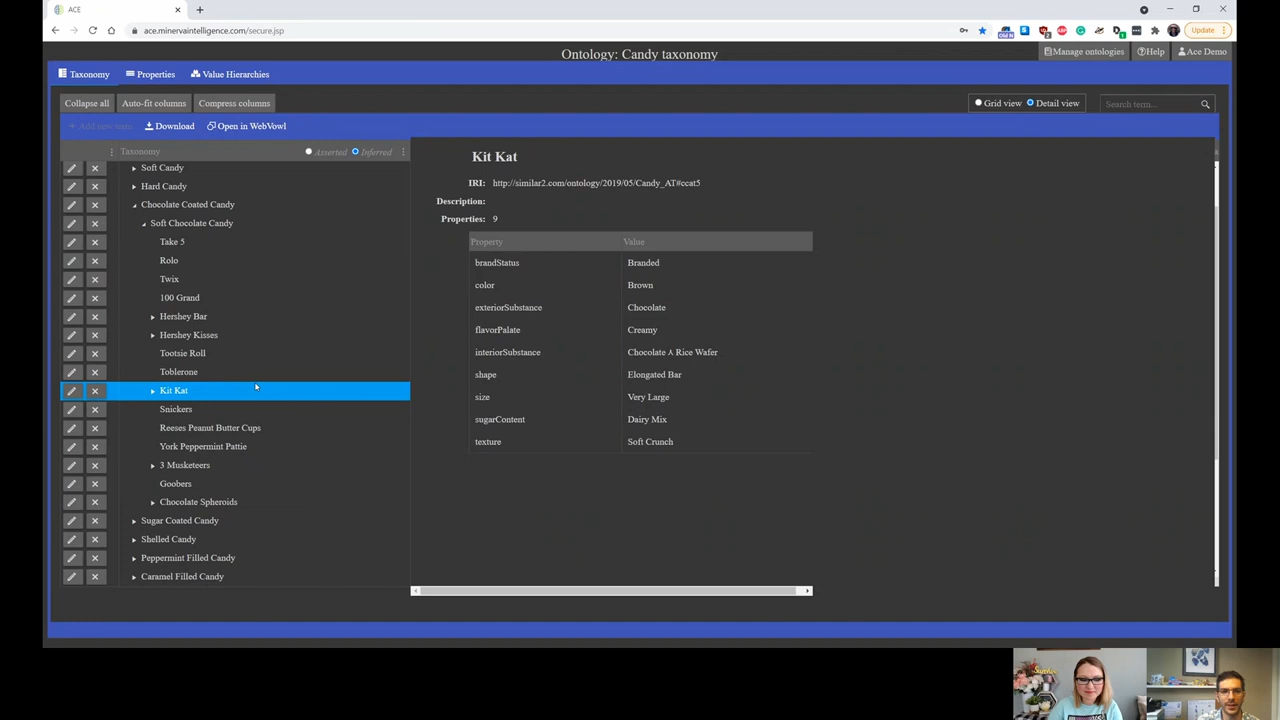 ACE
ace.minervaintelligence.com/secure.jsp
Update
Ontology: Candy taxonomy
Manage ontologies
Help
Ace Demo
Taxonomy
Properties
Value Hierarchies
Collapse all
Auto-fit columns
Compress columns
Grid view
Detail view
Search term...
+ Add new term
Download
Open in WebVowl
Taxonomy
Asserted
Inferred
Soft Candy
Hard Candy
Chocolate Coated Candy
Soft Chocolate Candy
Take 5
Rolo
Twix
100 Grand
Hershey Bar
Hershey Kisses
Tootsie Roll
Toblerone
Kit Kat
Snickers
Reeses Peanut Butter Cups
York Peppermint Pattie
3 Musketeers
Goobers
Chocolate Spheroids
Sugar Coated Candy
Shelled Candy
Peppermint Filled Candy
Caramel Filled Candy
Kit Kat
IRI: http://similar2.com/ontology/2019/05/Candy_AT#ccat5
Description:
Properties: 9
Property Value
brandStatus Branded
color Brown
exteriorSubstance Chocolate
flavorPalate Creamy
interiorSubstance Chocolate ⅄ Rice Wafer
shape Elongated Bar
size Very Large
sugarContent Dairy Mix
texture Soft Crunch